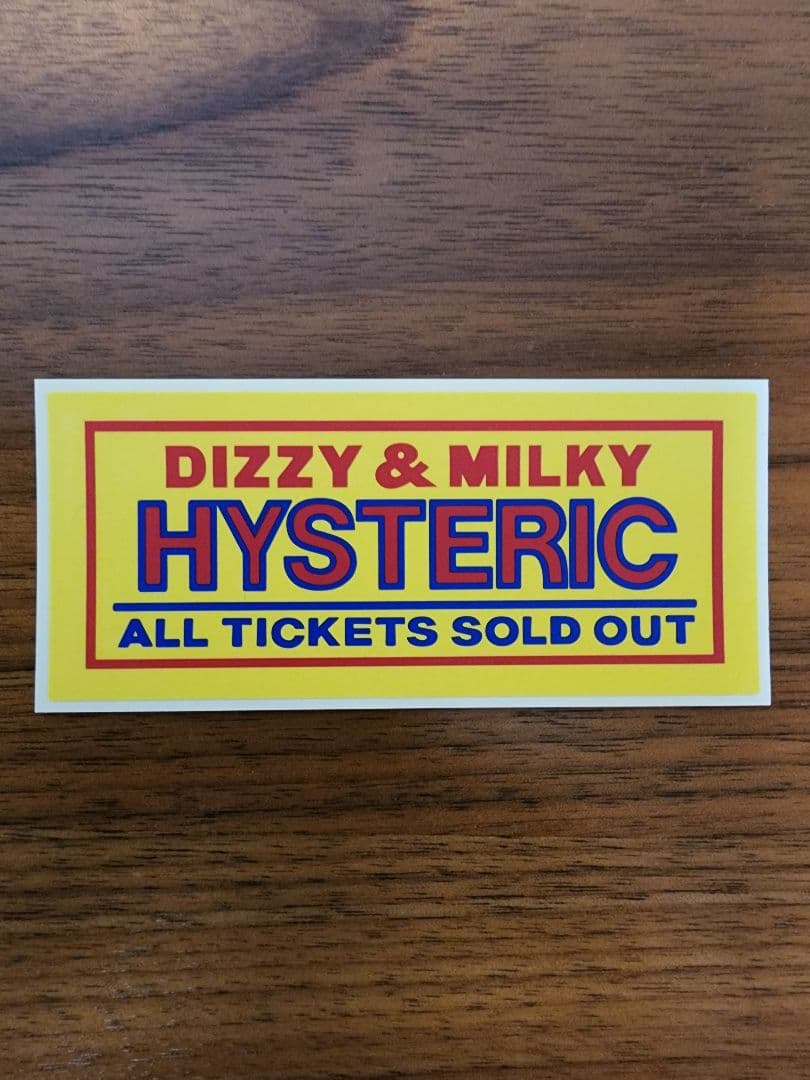 DIZZY & MILKY
HYSTERIC
ALL TICKETS SOLD OUT